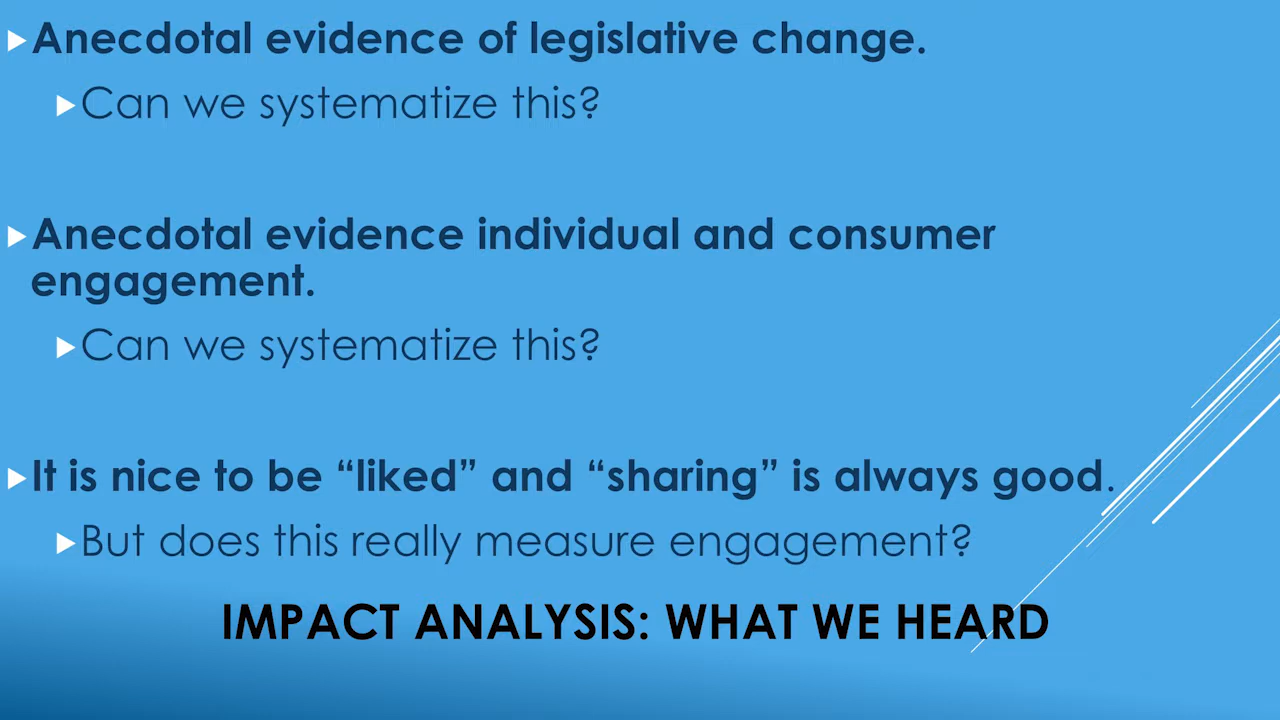 Anecdotal evidence of legislative change.
Can we systematize this?
Anecdotal evidence individual and consumer
engagement.
Can we systematize this?
It is nice to be “liked” and “sharing” is always good.
But does this really measure engagement?
IMPACT ANALYSIS: WHAT WE HEARD